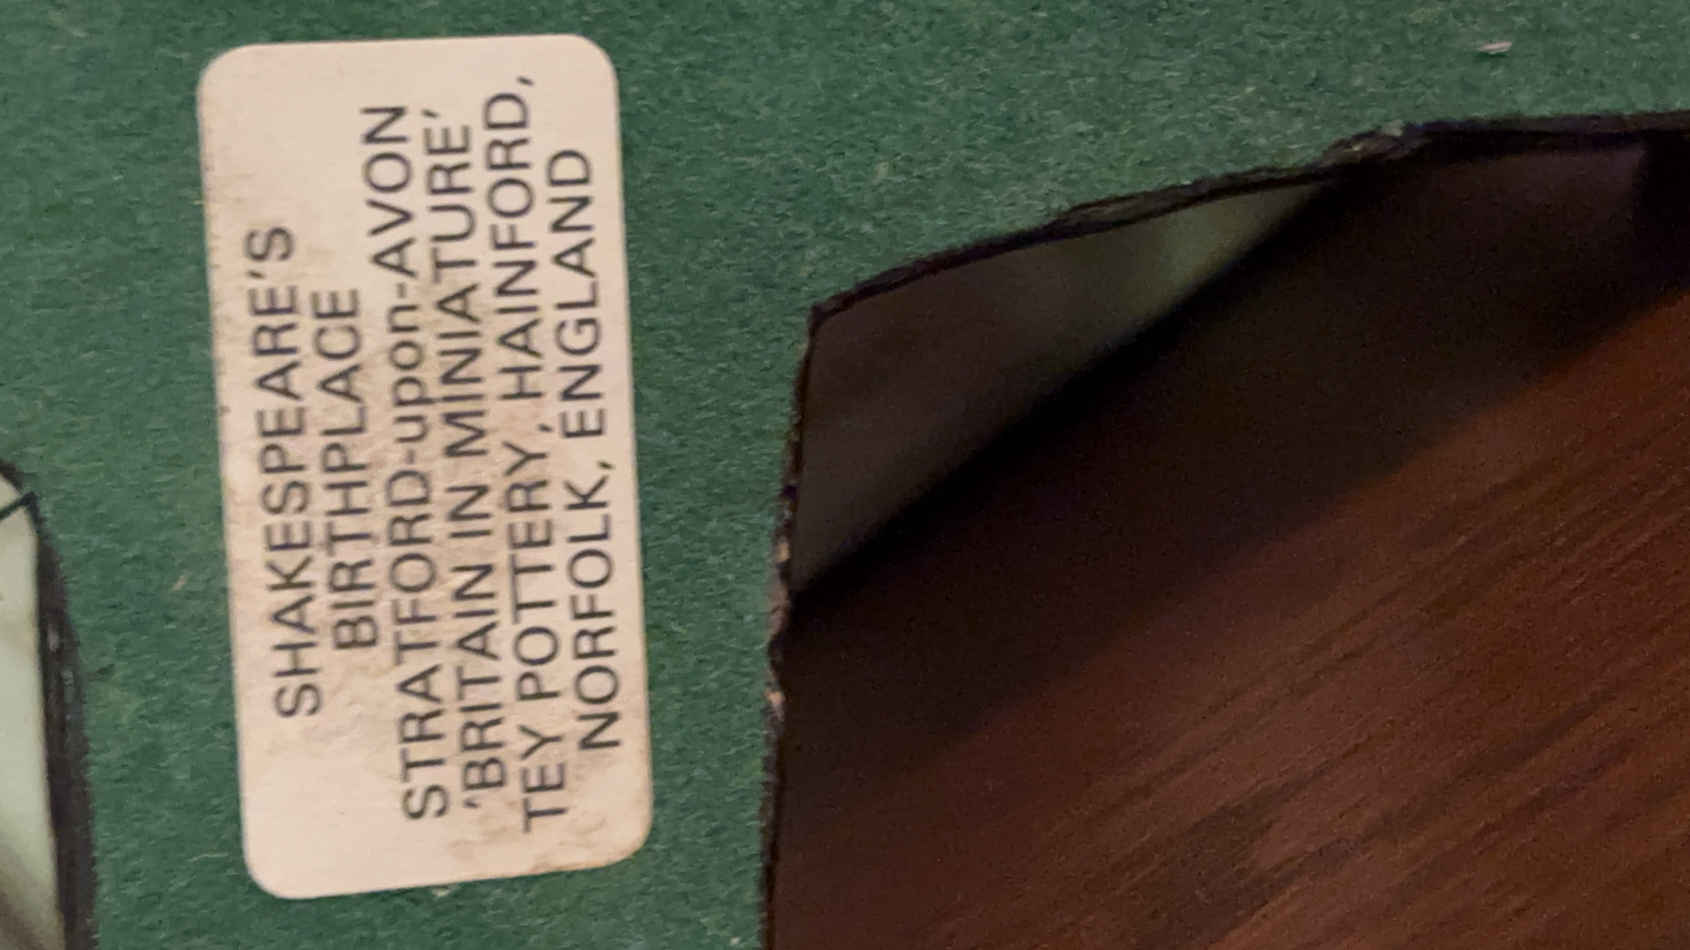 SHAKESPEARE'S
BIRTHPLACE
STRATFORD-upon-AVON
'BRITAIN IN MINIATURE'
TEY POTTERY, HAINFORD,
NORFOLK, ENGLAND